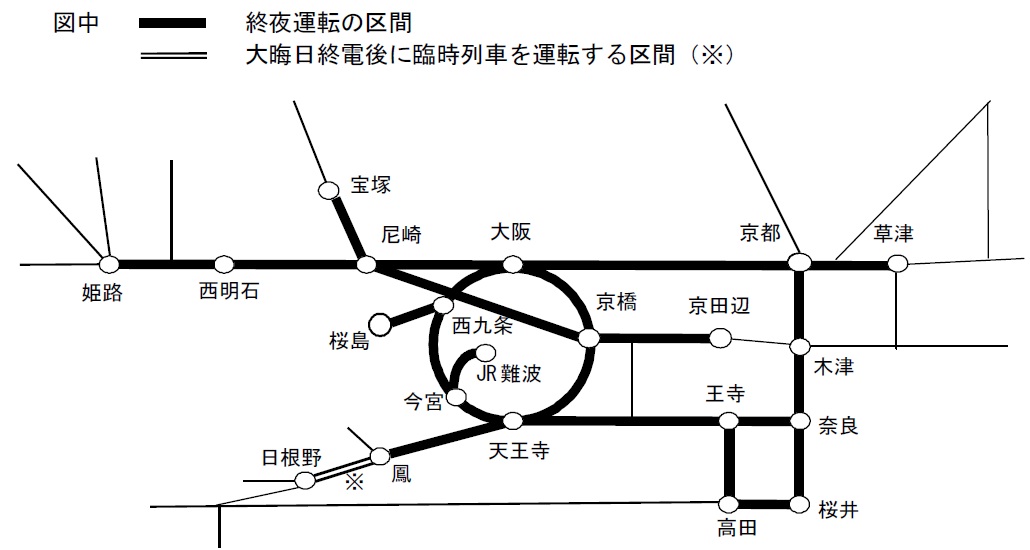 図中 終夜運転の区間
大晦日終電後に臨時列車を運転する区間（※）
宝塚
尼崎
大阪
京都
草津
姫路
西明石
京橋
京田辺
桜島
西九条
木津
JR難波
今宮
王寺
奈良
天王寺
日根野
※
鳳
高田
桜井